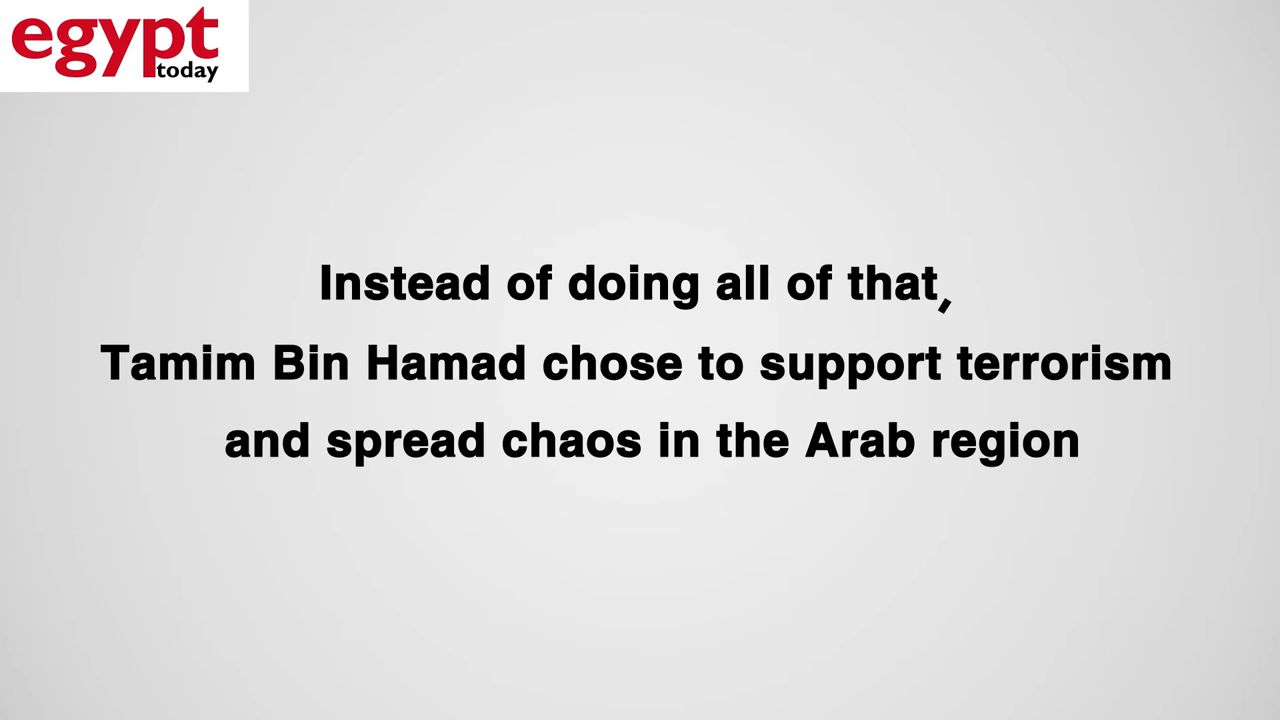 egypt
today
Instead of doing all of that,
Tamim Bin Hamad chose to support terrorism
and spread chaos in the Arab region